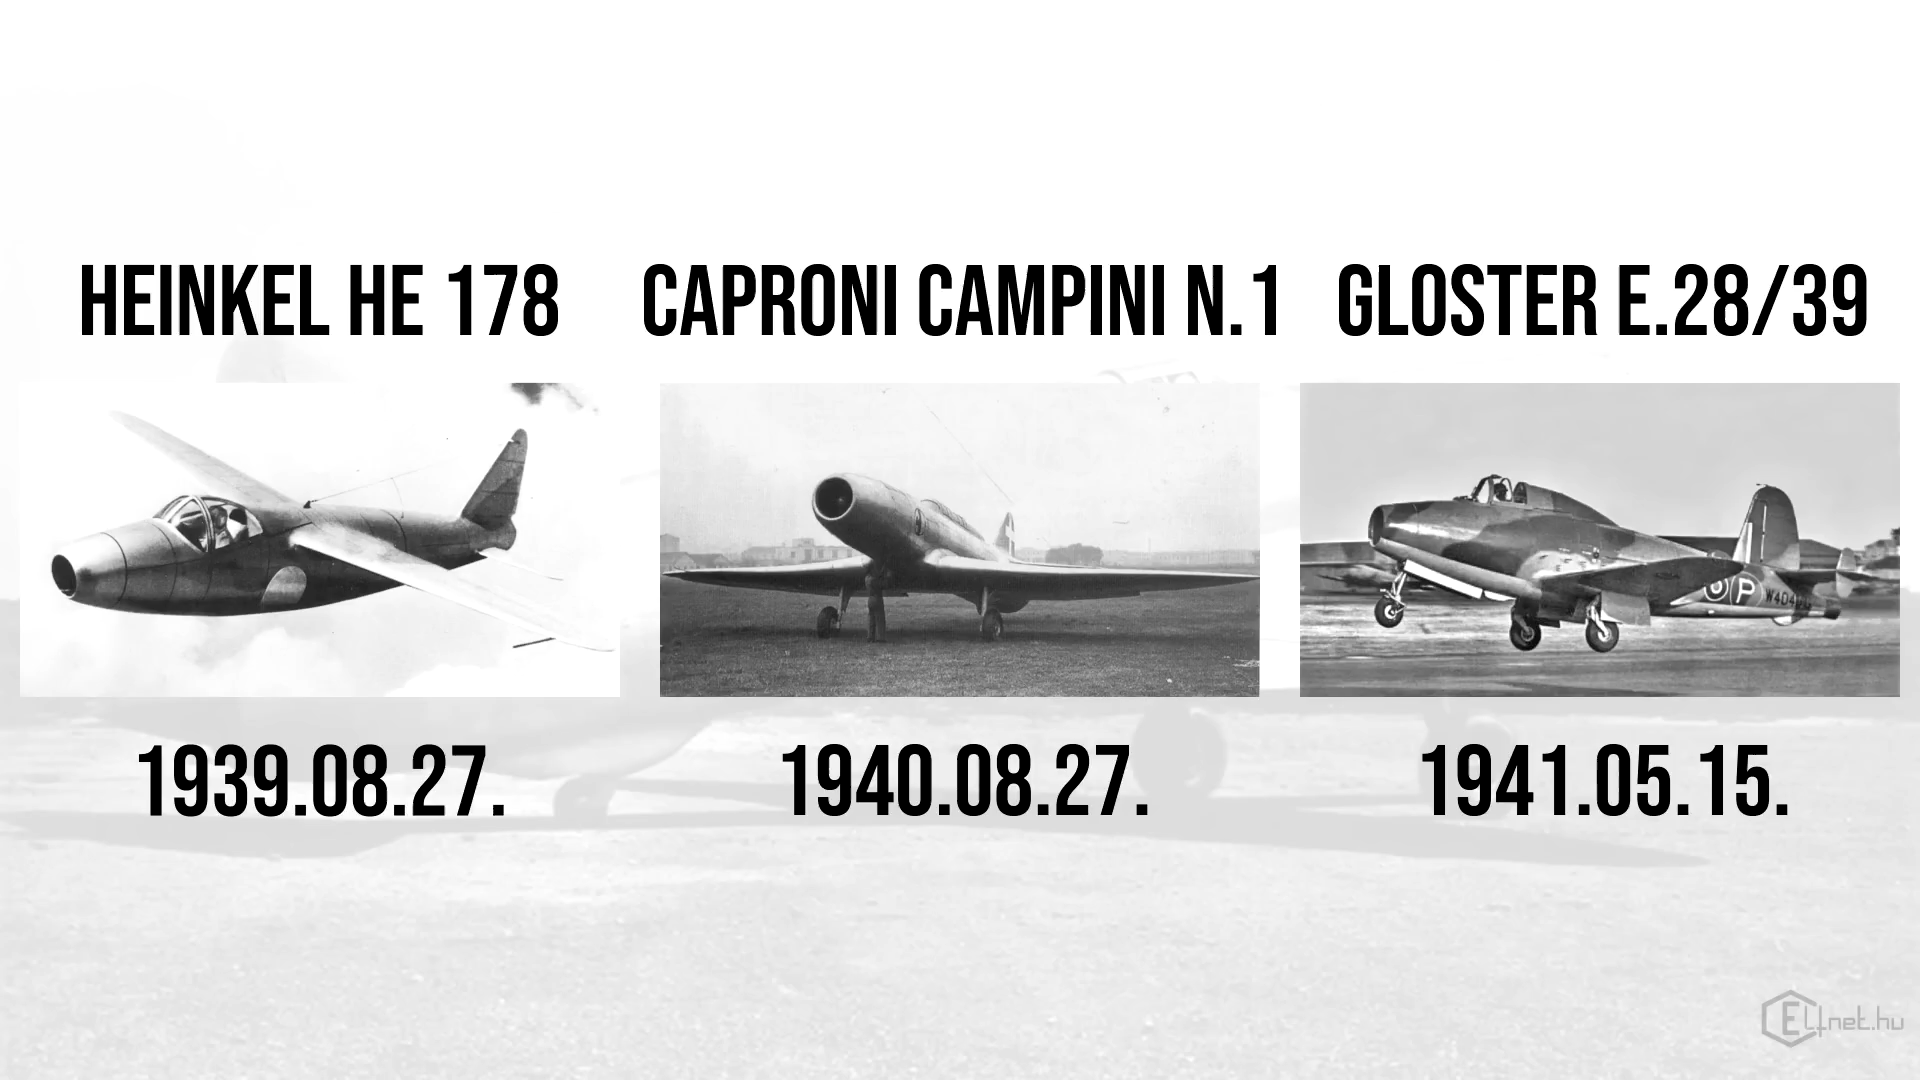 HEINKEL HE 178
CAPRONI CAMPINI N.1
GLOSTER E.28/39
P
1939.08.27.
1940.08.27.
1941.05.15.
ELITnet.hu